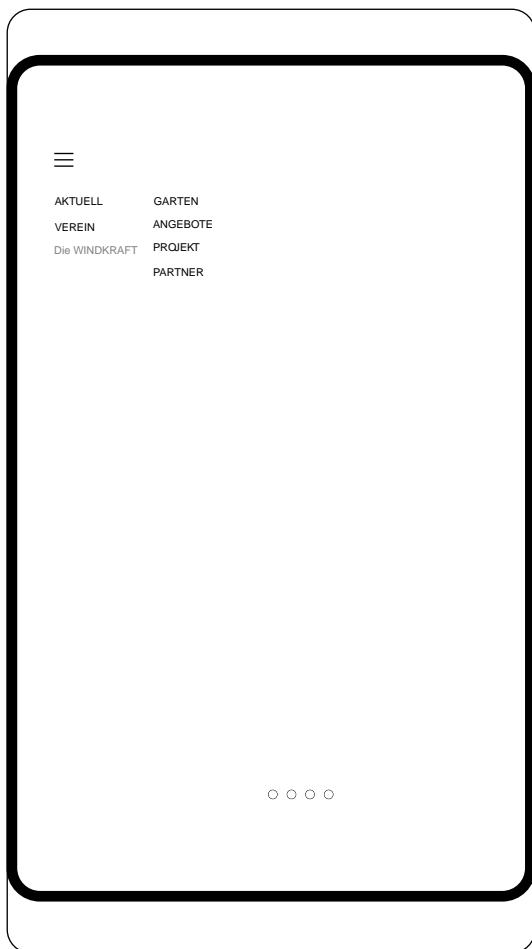 AKTUELL
VEREIN
Die WINDKRAFT
GARTEN
ANGEBOTE
PROJEKT
PARTNER